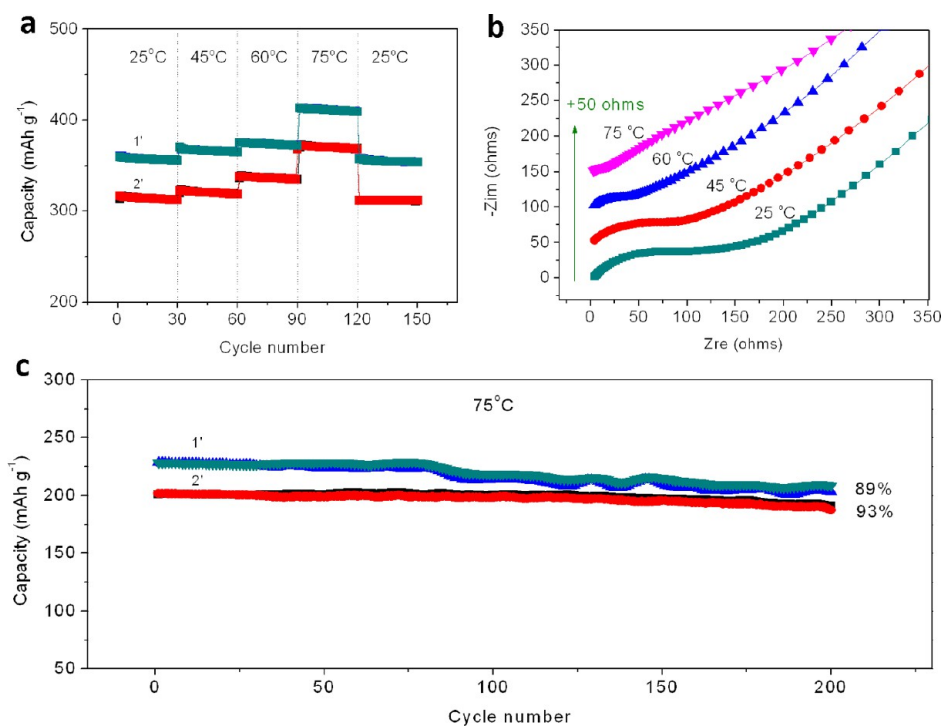 a
500
400
300
200
Capacity (mAh g⁻¹)
25°C
45°C
60°C
75°C
25°C
1'
2'
0
30
60
90
120
150
Cycle number
b
350
300
250
200
150
100
50
0
-Zim (ohms)
+50 ohms
75 °C
60 °C
45 °C
25 °C
0
50
100
150
200
250
300
350
Zre (ohms)
c
300
250
200
150
100
50
Capacity (mAh g⁻¹)
75°C
1'
2'
89%
93%
0
50
100
150
200
Cycle number